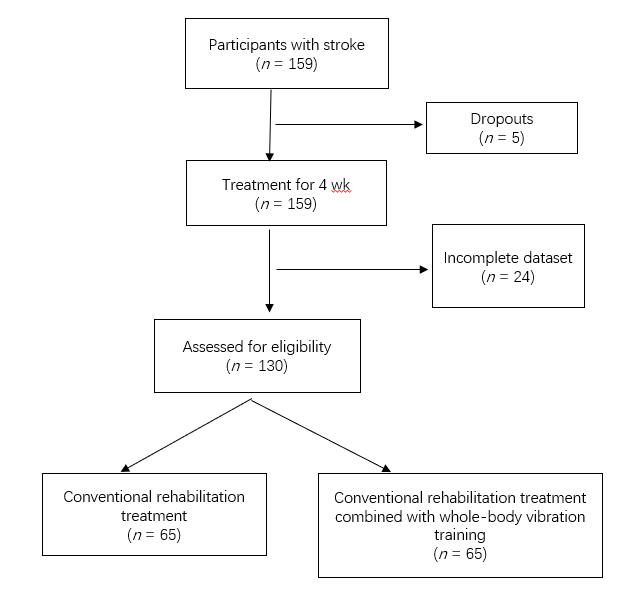 Participants with stroke
(n = 159)
Dropouts
(n = 5)
Treatment for 4 wk
(n = 159)
Incomplete dataset
(n = 24)
Assessed for eligibility
(n = 130)
Conventional rehabilitation
treatment
(n = 65)
Conventional rehabilitation treatment
combined with whole-body vibration
training
(n = 65)